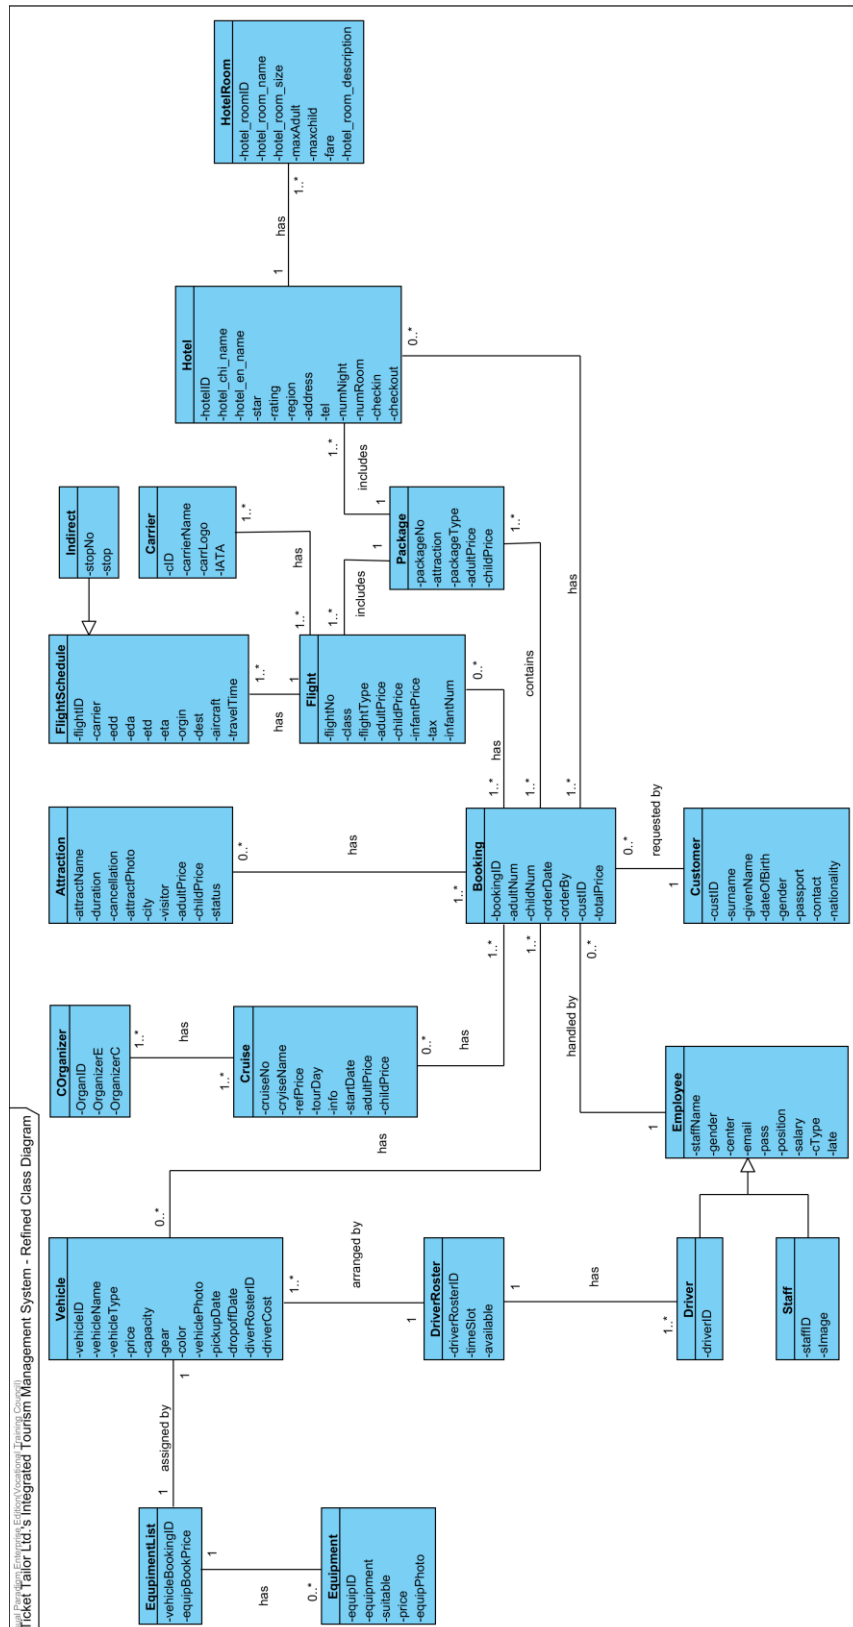 ual Paradigm Enterprise Edition(Vocational Training Council)
Ticket Tailor Ltd.'s Integrated Tourism Management System - Refined Class Diagram
EqupimentList
-vehicleBookingID
-equipBookPrice
1
has
0..*
Equipment
-equipID
-equipment
-suitable
-price
-equipPhoto
1
assigned by
1
Vehicle
-vehicleID
-vehicleName
-vehicleType
-price
-capacity
-gear
-color
-vehiclePhoto
-pickupDate
-dropoffDate
-diverRosterID
-driverCost
1..*
arranged by
1
DriverRoster
-driverRosterID
-timeSlot
-available
1
has
1..*
Driver
-driverID
Staff
-staffID
-sImage
0..*
has
1..*
COrganizer
-OrganID
-OrganizerE
-OrganizerC
1..*
has
1..*
Cruise
-cruiseNo
-cryiseName
-refPrice
-tourDay
-info
-startDate
-adultPrice
-childPrice
0..*
has
1..*
Employee
-staffName
-gender
-center
-email
-pass
-position
-salary
-cType
-late
1
handled by
0..*
Attraction
-attractName
-duration
-cancellation
-attractPhoto
-city
-visitor
-adultPrice
-childPrice
-status
0..*
has
1..*
Booking
-bookingID
-adultNum
-childNum
-orderDate
-orderBy
-custID
-totalPrice
0..*
requested by
1
Customer
-custID
-surname
-givenName
-dateOfBirth
-gender
-passport
-contact
-nationality
FlightSchedule
-flightID
-carrier
-edd
-eda
-etd
-eta
-orgin
-dest
-aircraft
-travelTime
1..*
has
1
Indirect
-stopNo
-stop
Flight
-flightNo
-class
-flightType
-adultPrice
-childPrice
-infantPrice
-tax
-infantNum
0..*
has
1..*
Carrier
-cID
-carrierName
-carrLogo
-IATA
1..*
has
1..*
1..*
includes
1
Package
-packageNo
-attraction
-packageType
-adultPrice
-childPrice
1..*
contains
1..*
1
includes
1..*
Hotel
-hotelID
-hotel_chi_name
-hotel_en_name
-star
-rating
-region
-address
-tel
-numNight
-numRoom
-checkin
-checkout
0..*
has
1..*
1
has
1..*
HotelRoom
-hotel_roomID
-hotel_room_name
-hotel_room_size
-maxAdult
-maxchild
-fare
-hotel_room_description